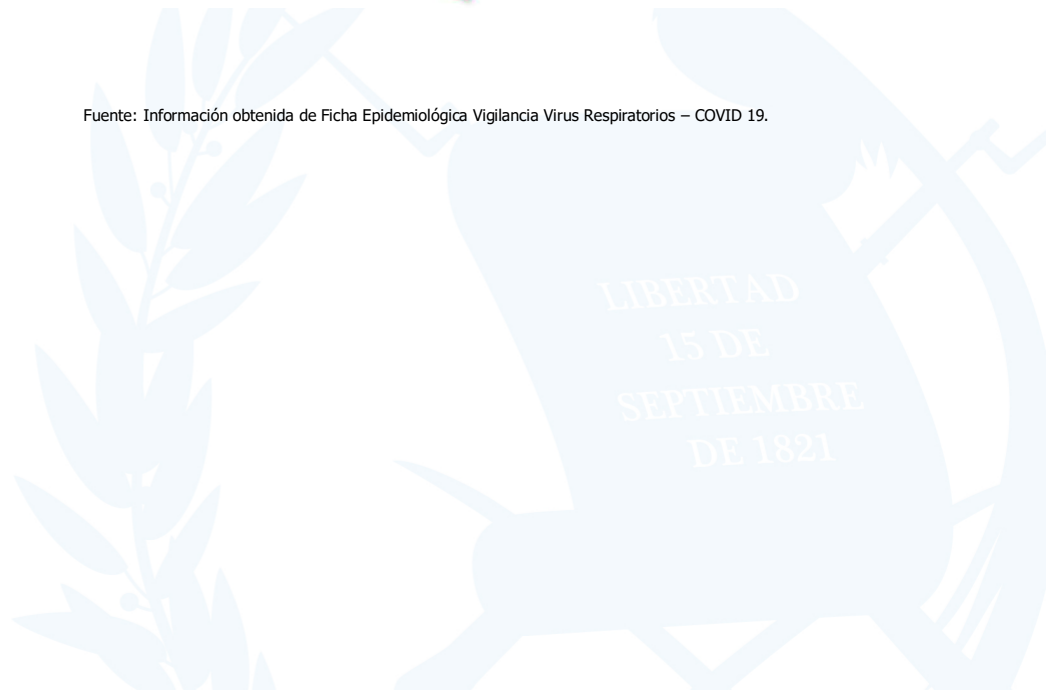 Fuente: Información obtenida de Ficha Epidemiológica Vigilancia Virus Respiratorios – COVID 19.
LIBERTAD
15 DE
SEPTIEMBRE
DE 1821